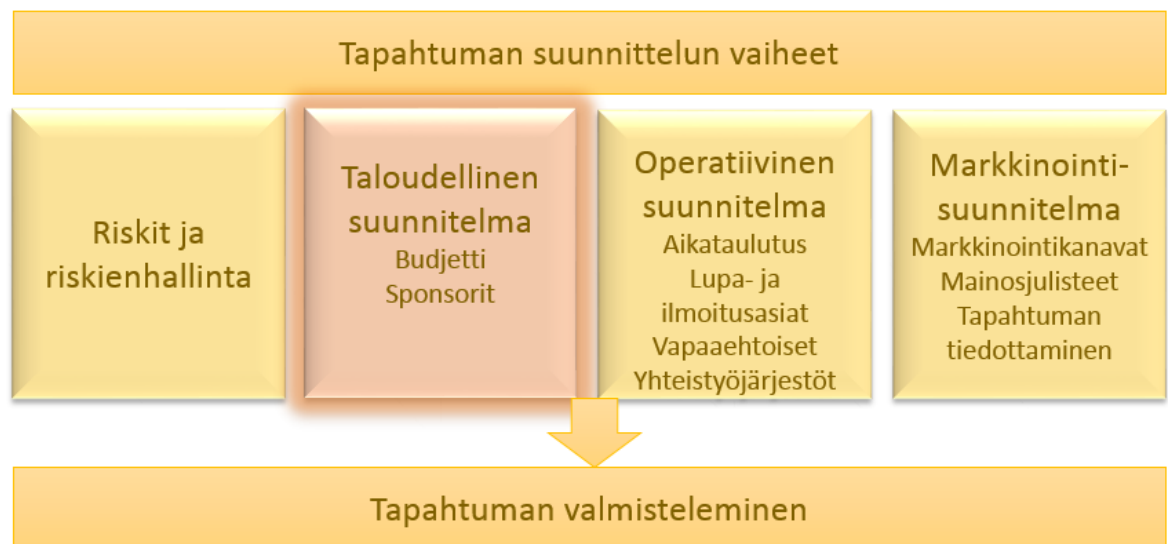 Tapahtuman suunnittelun vaiheet
Riskit ja
riskienhallinta
Taloudellinen
suunnitelma
Budjetti
Sponsorit
Operatiivinen
suunnitelma
Aikataulutus
Lupa- ja
ilmoitusasiat
Vapaaehtoiset
Yhteistyöjärjestöt
Markkinointi-
suunnitelma
Markkinointikanavat
Mainosjulisteet
Tapahtuman
tiedottaminen
Tapahtuman valmisteleminen